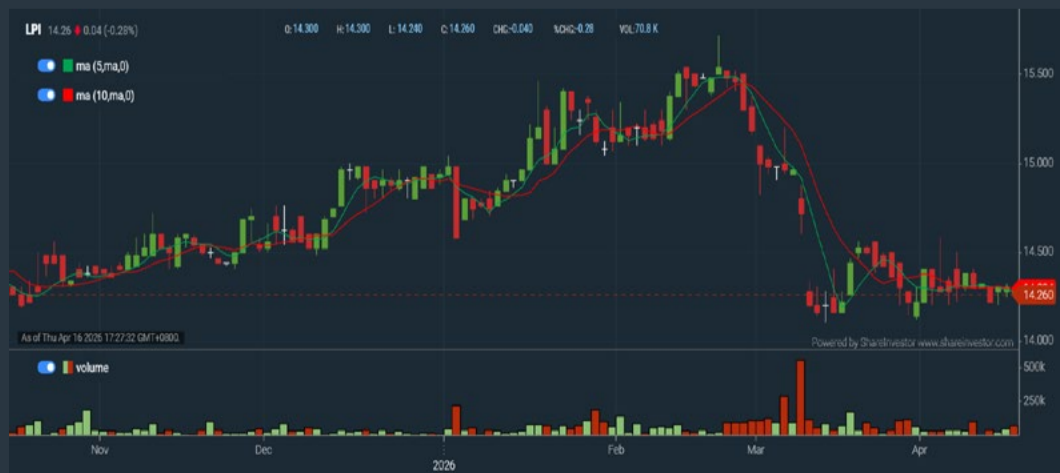 LPI 14.26 0.04 (-0.28%) O: 14.300 H: 14.300 L: 14.240 C: 14.260 CHG:-0.040 %CHG:-0.28 VOL:70.8 K
ma (5,ma,0)
ma (10,ma,0)
15.500
15.000
14.500
14.260
14.000
As of Thu Apr 16 2026 17:27:32 GMT+0800.
Powered by ShareInvestor www.shareinvestor.com
volume
500k
250k
Nov Dec Feb Mar Apr
2026